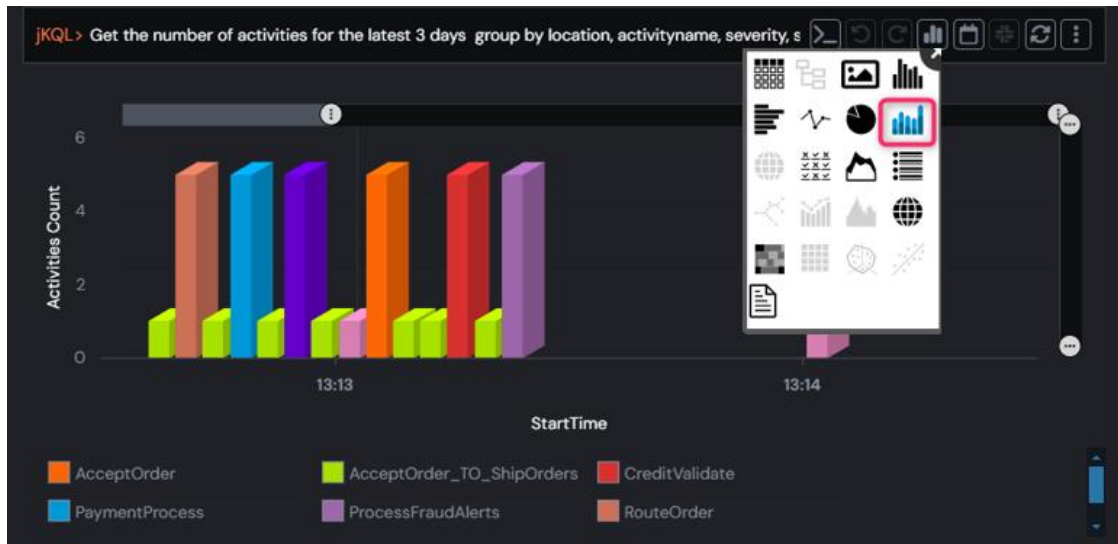 jKQL> Get the number of activities for the latest 3 days group by location, activityname, severity, s
6
4
2
0
Activities Count
13:13
13:14
StartTime
AcceptOrder
AcceptOrder_TO_ShipOrders
CreditValidate
PaymentProcess
ProcessFraudAlerts
RouteOrder